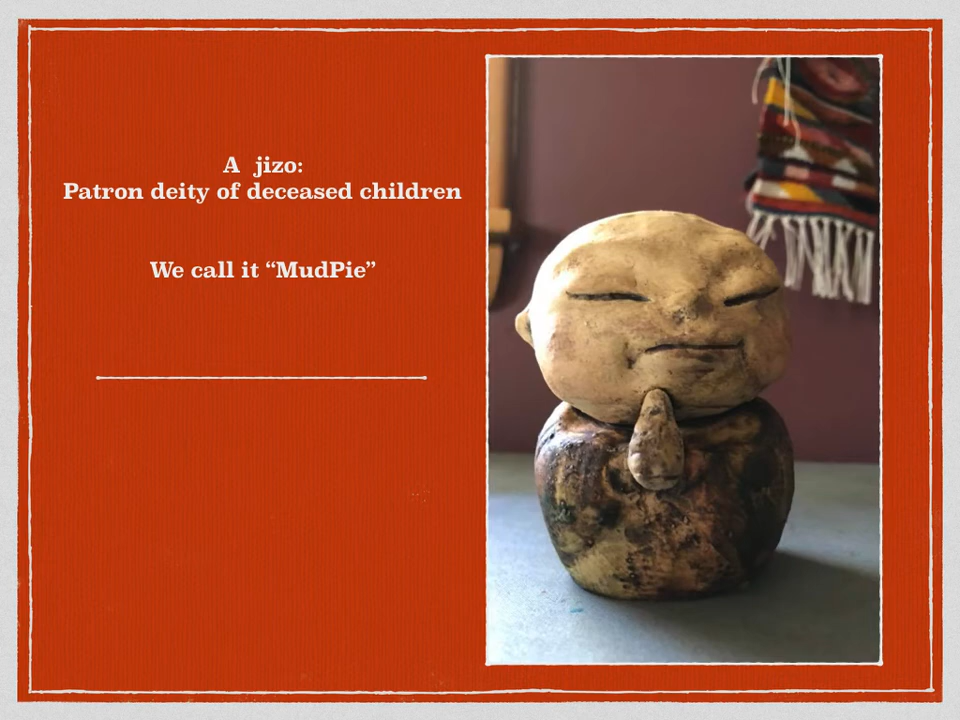 A  jizo:
Patron deity of deceased children
We call it “MudPie”